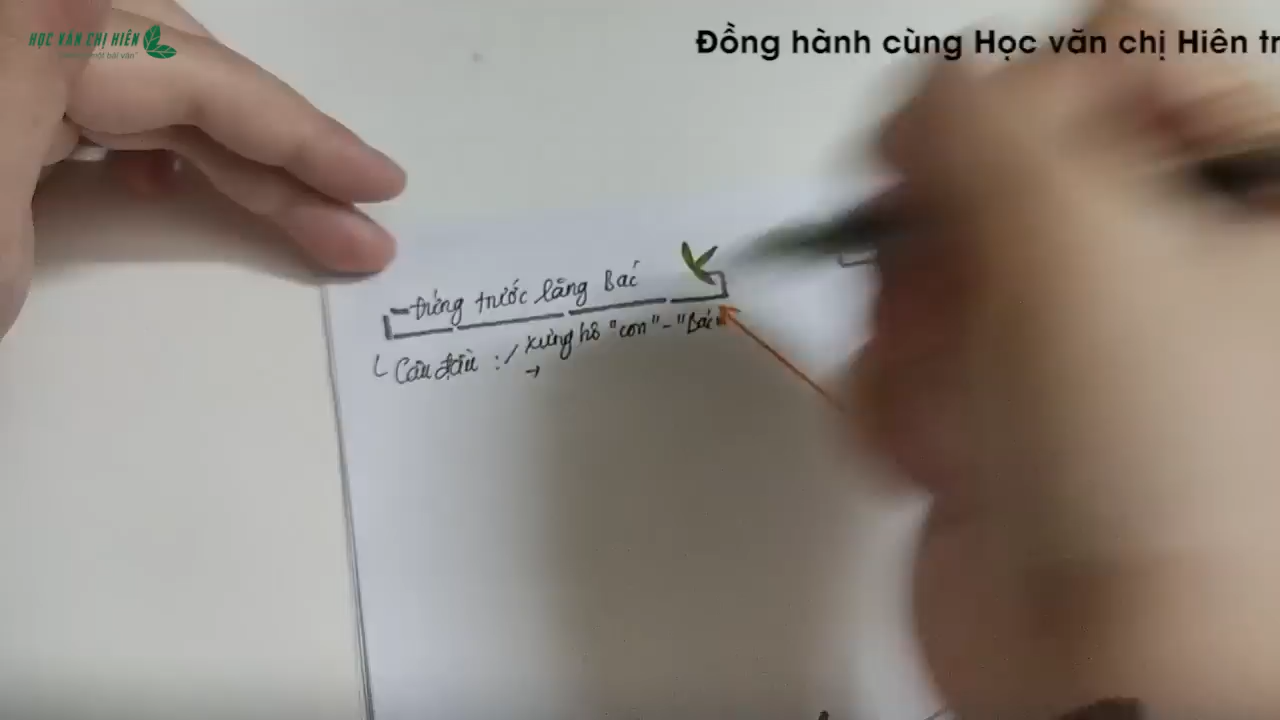 HỌC VĂN CHỊ HIÊN
Đồng hành cùng Học văn chị Hiên tr
đứng trước lăng Bác
Câu đầu : / xưng hô "con" - "Bác"
→